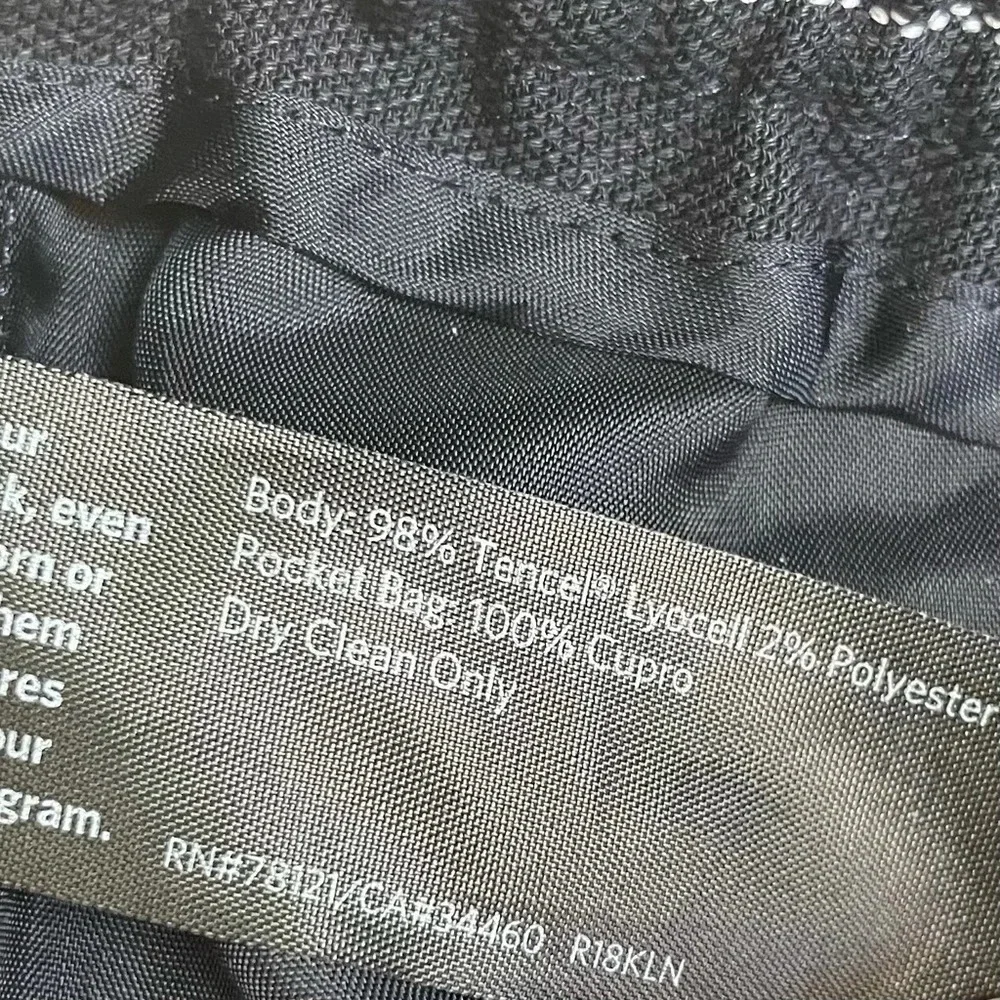 ur
k, even
orn or
hem
res
our
gram.
Body: 98% Tencel® Lyocell 2% Polyester
Pocket Bag: 100% Cupro
Dry Clean Only
RN#78121/CA#34460 R18KLN